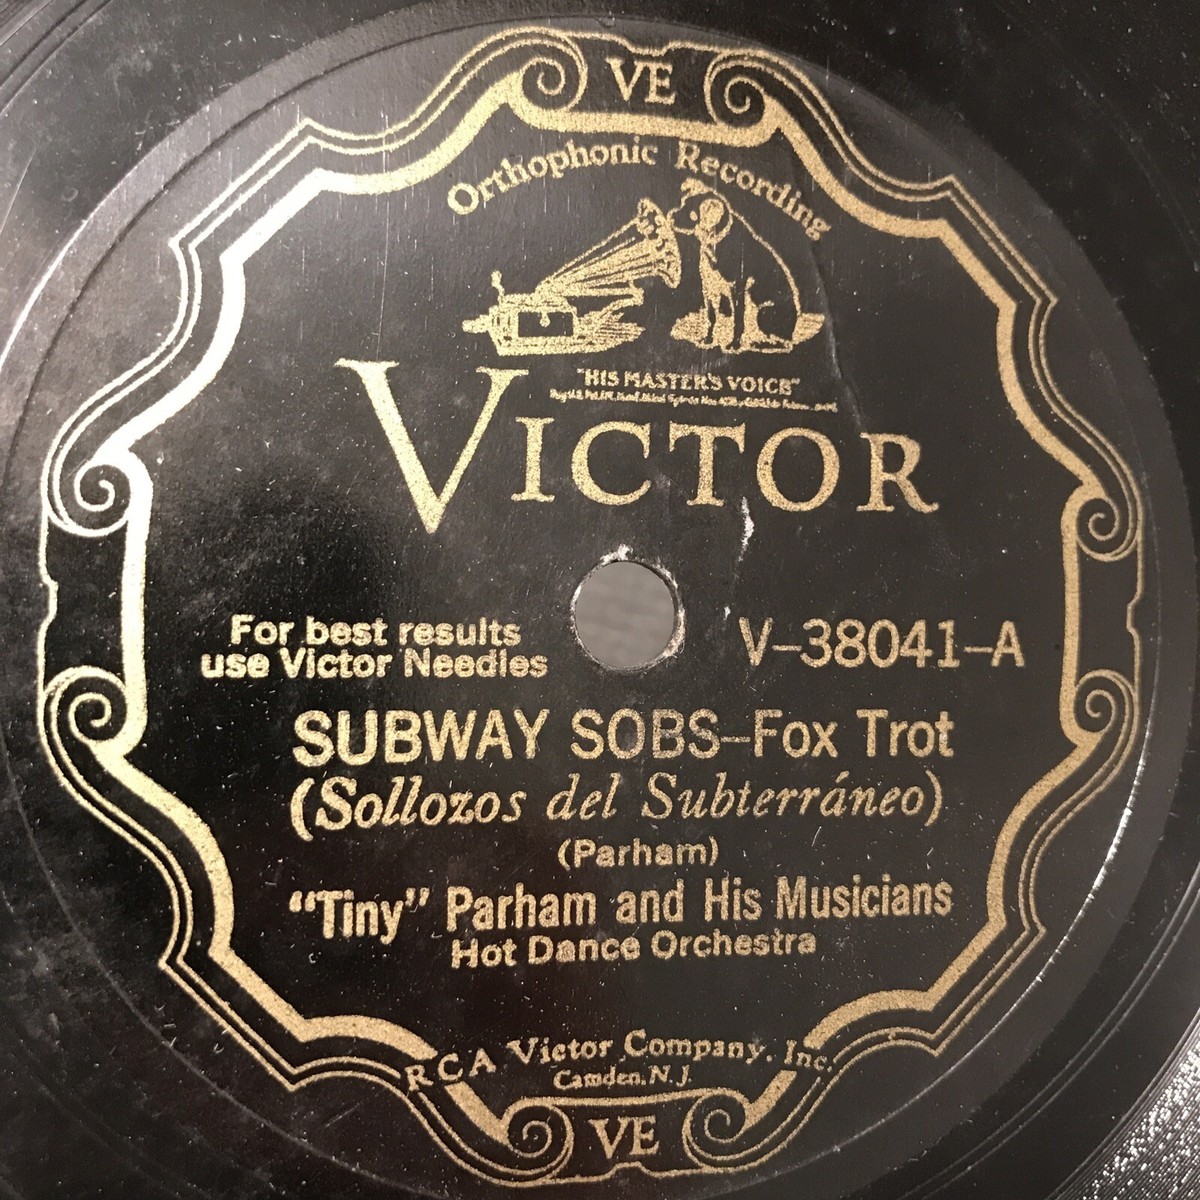 VE
Orthophonic Recording
"HIS MASTER'S VOICE"
VICTOR
For best results
use Victor Needles
V-38041-A
SUBWAY SOBS-Fox Trot
(Sollozos del Subterráneo)
(Parham)
"Tiny" Parham and His Musicians
Hot Dance Orchestra
RCA Victor Company, Inc.
Camden, N.J.
VE